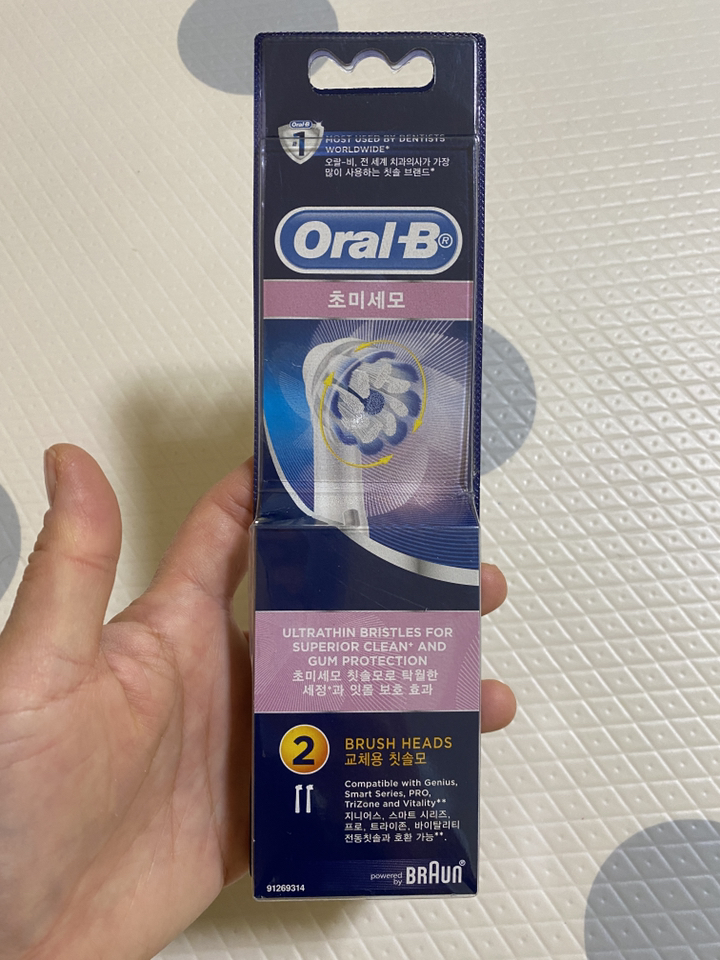 Oral-B
#1
MOST USED BY DENTISTS
WORLDWIDE*
오랄-비, 전 세계 치과의사가 가장
많이 사용하는 칫솔 브랜드*
Oral-B®
초미세모
ULTRATHIN BRISTLES FOR
SUPERIOR CLEAN⁺ AND
GUM PROTECTION
초미세모 칫솔모로 탁월한
세정⁺과 잇몸 보호 효과
2 BRUSH HEADS
교체용 칫솔모
Compatible with Genius,
Smart Series, PRO,
TriZone and Vitality**
지니어스, 스마트 시리즈,
프로, 트라이존, 바이탈리티
전동칫솔과 호환 가능**.
powered
by BRAUN®
91269314